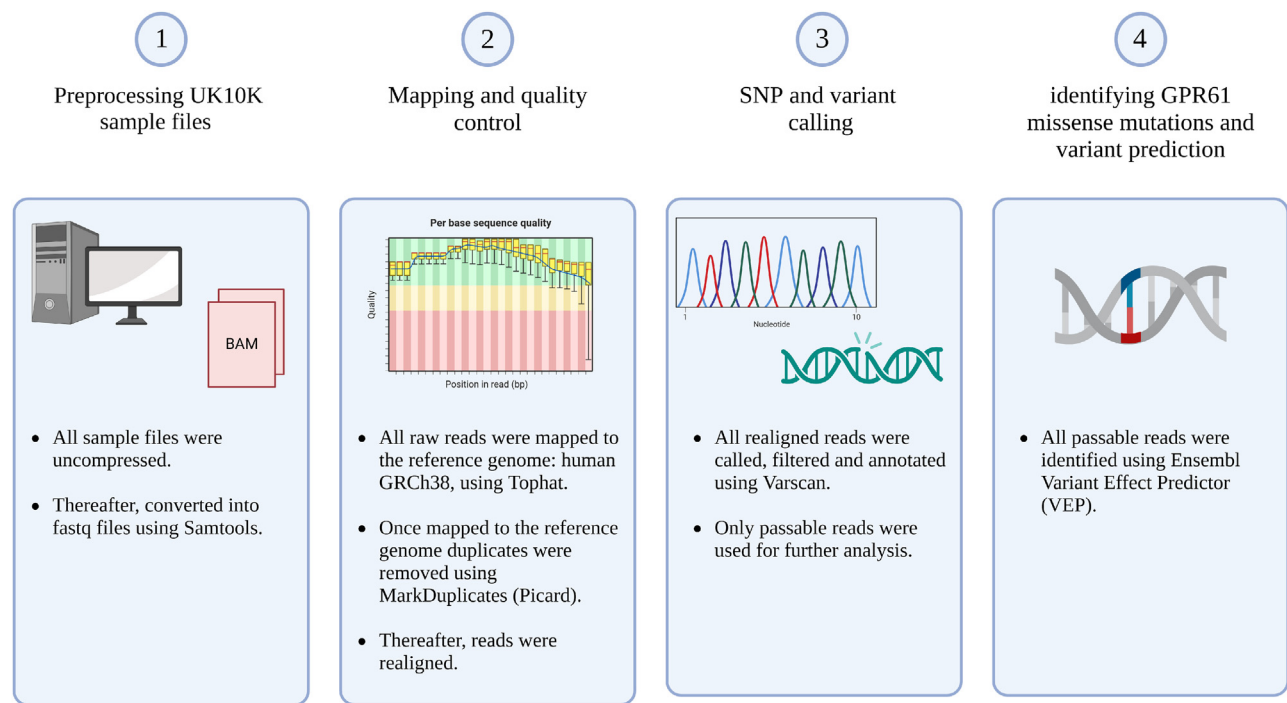 1
Preprocessing UK10K
sample files
BAM
All sample files were
uncompressed.
Thereafter, converted into
fastq files using Samtools.
2
Mapping and quality
control
Per base sequence quality
Quality
Position in read (bp)
All raw reads were mapped to
the reference genome: human
GRCh38, using Tophat.
Once mapped to the reference
genome duplicates were
removed using
MarkDuplicates (Picard).
Thereafter, reads were
realigned.
3
SNP and variant
calling
1
10
Nucleotide
All realigned reads were
called, filtered and annotated
using Varscan.
Only passable reads were
used for further analysis.
4
identifying GPR61
missense mutations and
variant prediction
All passable reads were
identified using Ensembl
Variant Effect Predictor
(VEP).